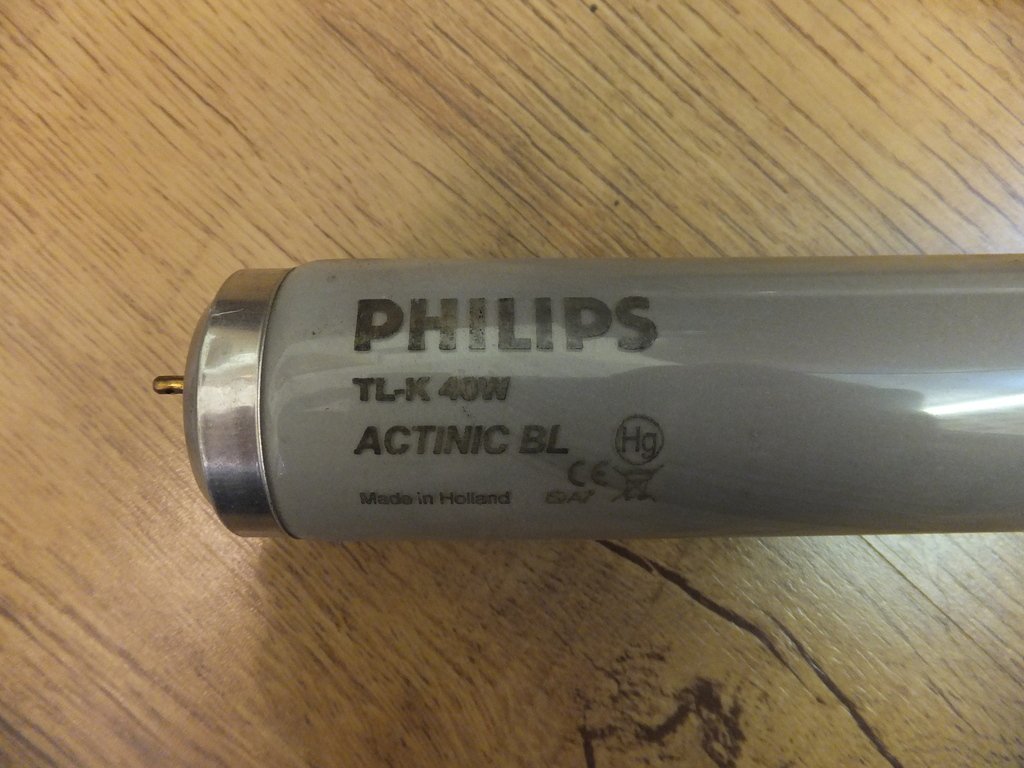 PHILIPS
TL-K 40W
ACTINIC BL Hg
CE
Made in Holland